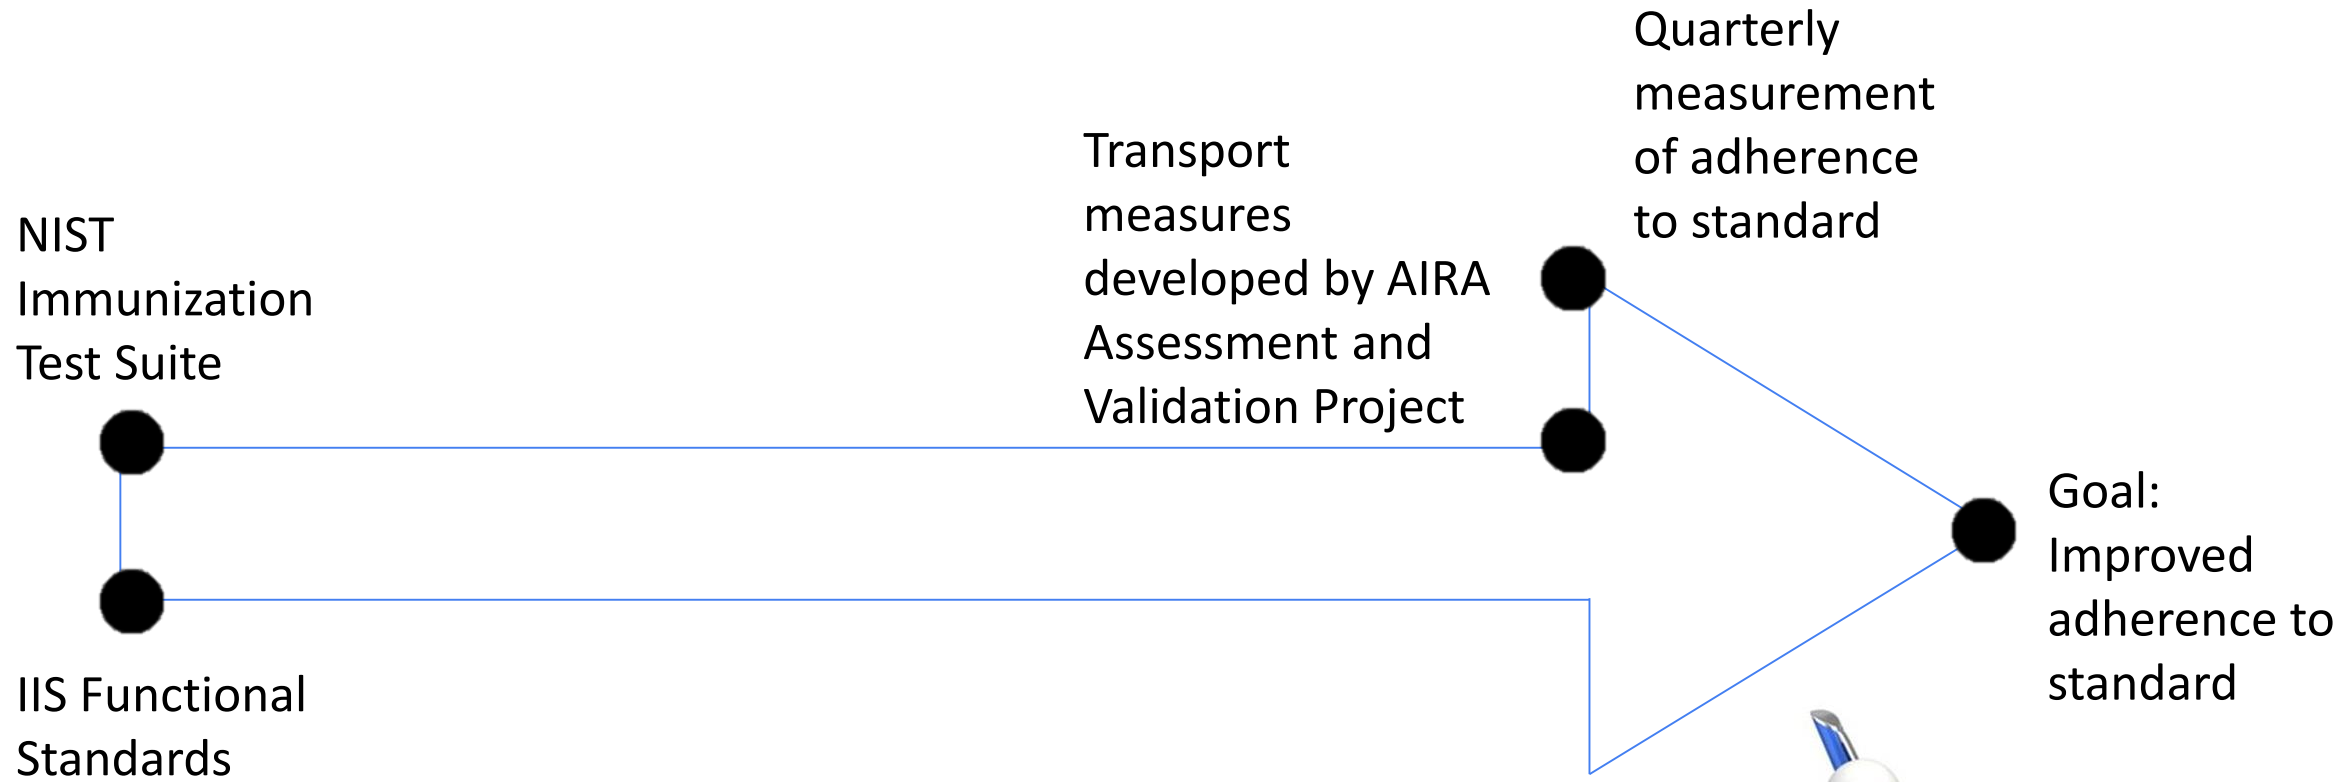 NIST
Immunization
Test Suite
IIS Functional
Standards
Transport
measures
developed by AIRA
Assessment and
Validation Project
Quarterly
measurement
of adherence
to standard
Goal:
Improved
adherence to
standard